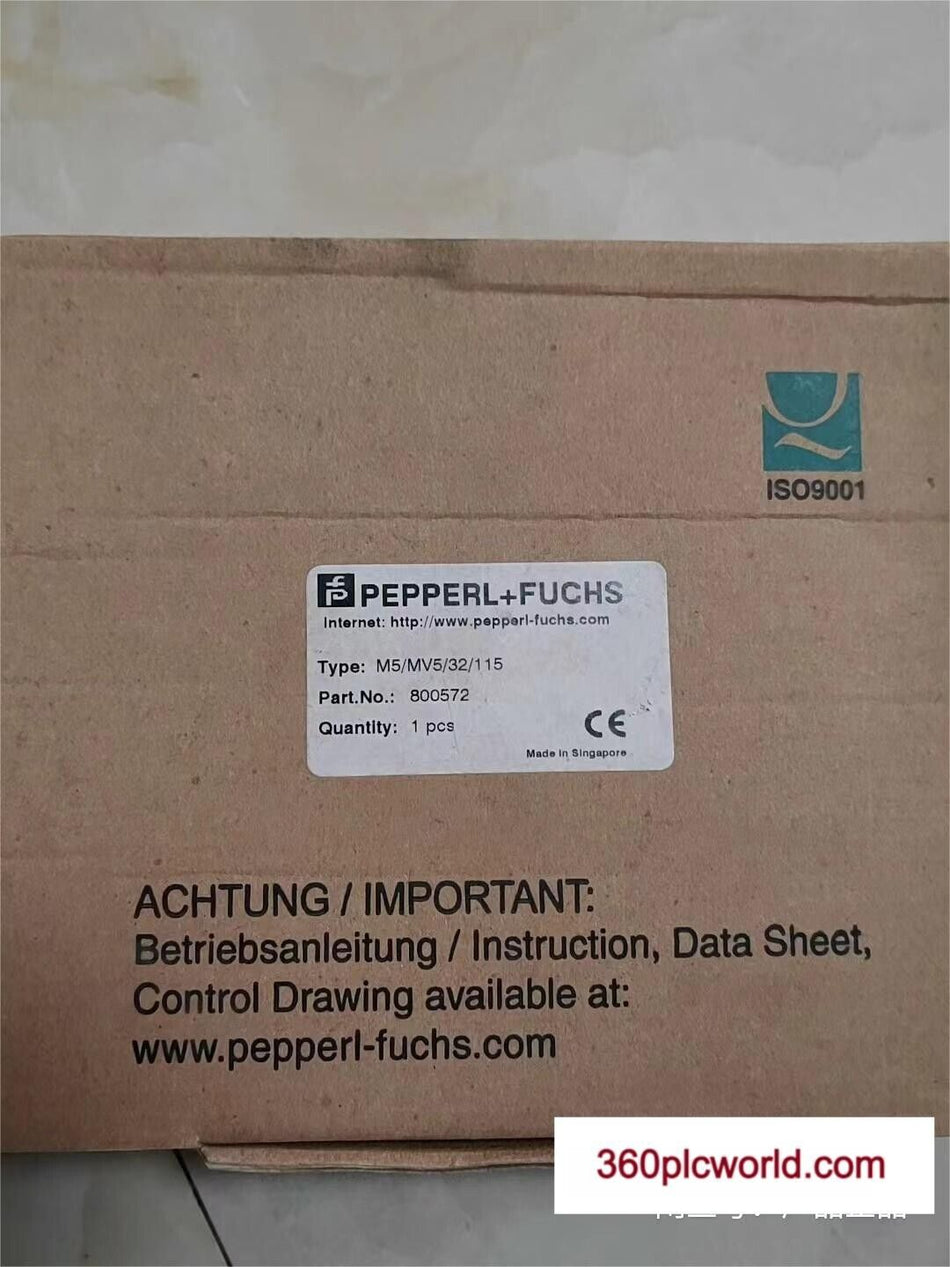 ISO9001
PEPPERL+FUCHS
Internet: http://www.pepperl-fuchs.com
Type: M5/MV5/32/115
Part.No.: 800572
Quantity: 1 pcs
CE
Made in Singapore
ACHTUNG / IMPORTANT:
Betriebsanleitung / Instruction, Data Sheet,
Control Drawing available at:
www.pepperl-fuchs.com
360plcworld.com